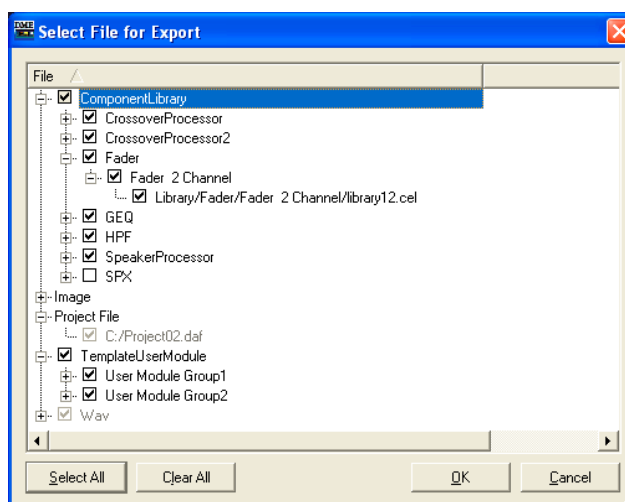 DME
Select File for Export
File
ComponentLibrary
CrossoverProcessor
CrossoverProcessor2
Fader
Fader 2 Channel
Library/Fader/Fader 2 Channel/library12.cel
GEQ
HPF
SpeakerProcessor
SPX
Image
Project File
C:/Project02.daf
TemplateUserModule
User Module Group1
User Module Group2
Wav
Select All Clear All OK Cancel